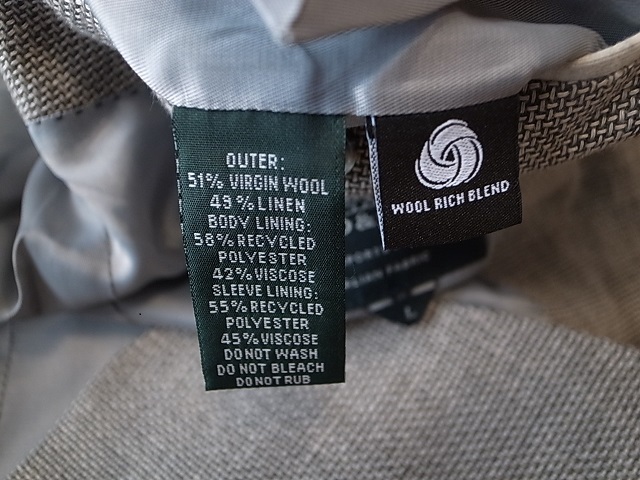 OUTER:
51% VIRGIN WOOL
49% LINEN
BODY LINING:
58% RECYCLED
POLYESTER
42% VISCOSE
SLEEVE LINING:
55% RECYCLED
POLYESTER
45% VISCOSE
DO NOT WASH
DO NOT BLEACH
DO NOT RUB
WOOL RICH BLEND
FABRIC
L